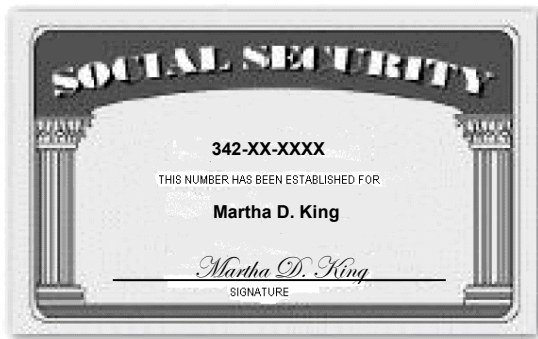 SOCIAL SECURITY
342-XX-XXXX
THIS NUMBER HAS BEEN ESTABLISHED FOR
Martha D. King
Martha D. King
SIGNATURE